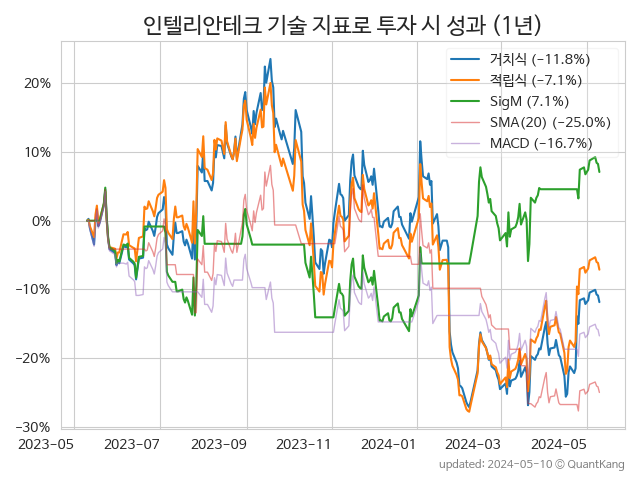 인텔리안테크 기술 지표로 투자 시 성과 (1년)
거치식 (−11.8%)
적립식 (−7.1%)
SigM (7.1%)
SMA(20) (−25.0%)
MACD (−16.7%)
20%
10%
0%
−10%
−20%
−30%
2023-05
2023-07
2023-09
2023-11
2024-01
2024-03
2024-05
updated: 2024-05-10 © QuantKang